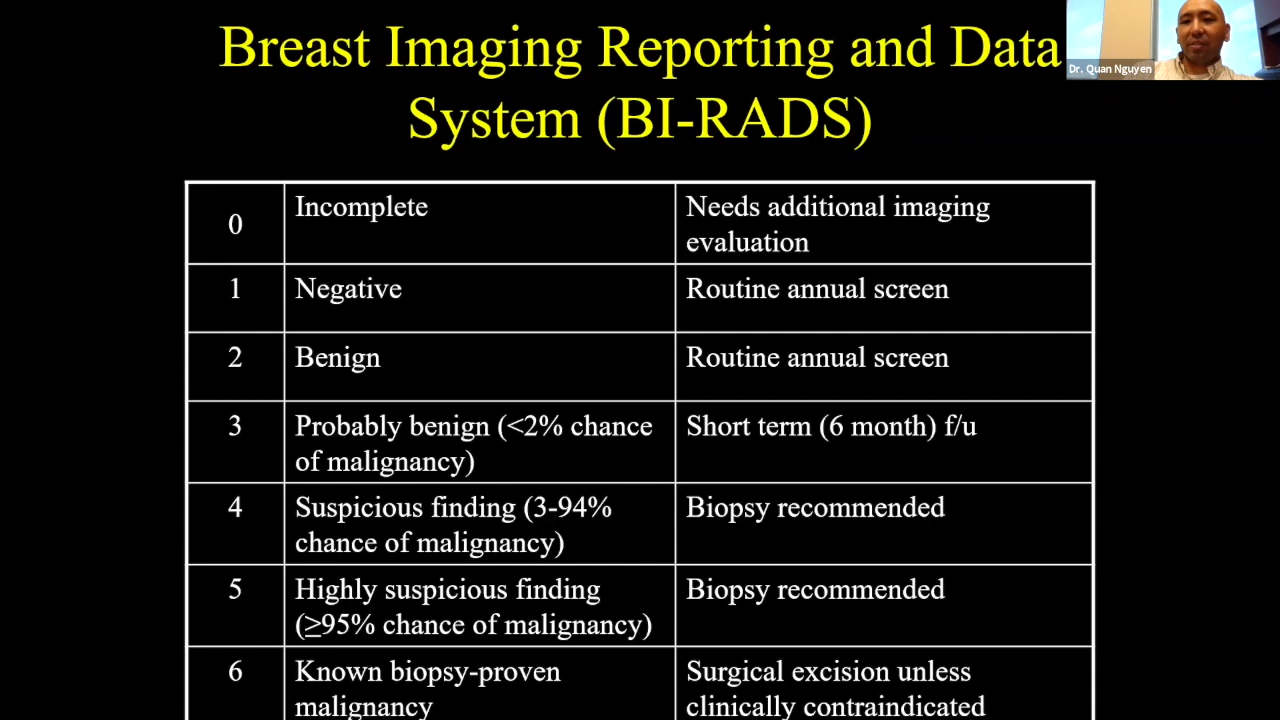 Breast Imaging Reporting and Data
System (BI-RADS)
Dr. Quan Nguyen
0
Incomplete
Needs additional imaging
evaluation
1
Negative
Routine annual screen
2
Benign
Routine annual screen
3
Probably benign (<2% chance
of malignancy)
Short term (6 month) f/u
4
Suspicious finding (3-94%
chance of malignancy)
Biopsy recommended
5
Highly suspicious finding
(≥95% chance of malignancy)
Biopsy recommended
6
Known biopsy-proven
malignancy
Surgical excision unless
clinically contraindicated